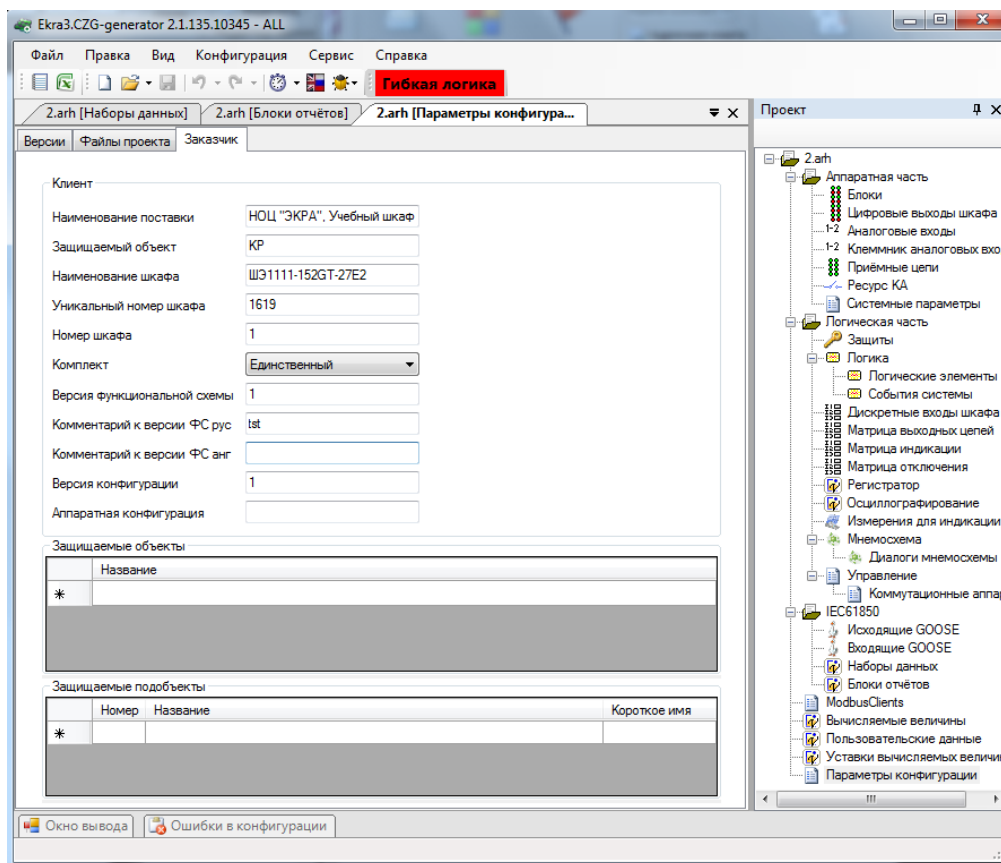 Ekra3.CZG-generator 2.1.135.10345 - ALL
Файл Правка Вид Конфигурация Сервис Справка
Гибкая логика
2.arh [Наборы данных] 2.arh [Блоки отчётов] 2.arh [Параметры конфигура...
Версии Файлы проекта Заказчик
Клиент
Наименование поставки НОЦ "ЭКРА", Учебный шкаф
Защищаемый объект КР
Наименование шкафа ШЭ1111-152GT-27E2
Уникальный номер шкафа 1619
Номер шкафа 1
Комплект Единственный
Версия функциональной схемы 1
Комментарий к версии ФС рус tst
Комментарий к версии ФС анг
Версия конфигурации 1
Аппаратная конфигурация
Защищаемые объекты
Название
Защищаемые подобъекты
Номер Название Короткое имя
Окно вывода Ошибки в конфигурации
Проект
2.arh
Аппаратная часть
Блоки
Цифровые выходы шкафа
1-2 Аналоговые входы
1-2 Клеммник аналоговых вхо
Приёмные цепи
Ресурс КА
Системные параметры
Логическая часть
Защиты
Логика
Логические элементы
События системы
Дискретные входы шкафа
Матрица выходных цепей
Матрица индикации
Матрица отключения
Регистратор
Осциллографирование
Измерения для индикации
Мнемосхема
Диалоги мнемосхемы
Управление
Коммутационные аппар
IEC61850
Исходящие GOOSE
Входящие GOOSE
Наборы данных
Блоки отчётов
ModbusClients
Вычисляемые величины
Пользовательские данные
Уставки вычисляемых величин
Параметры конфигурации